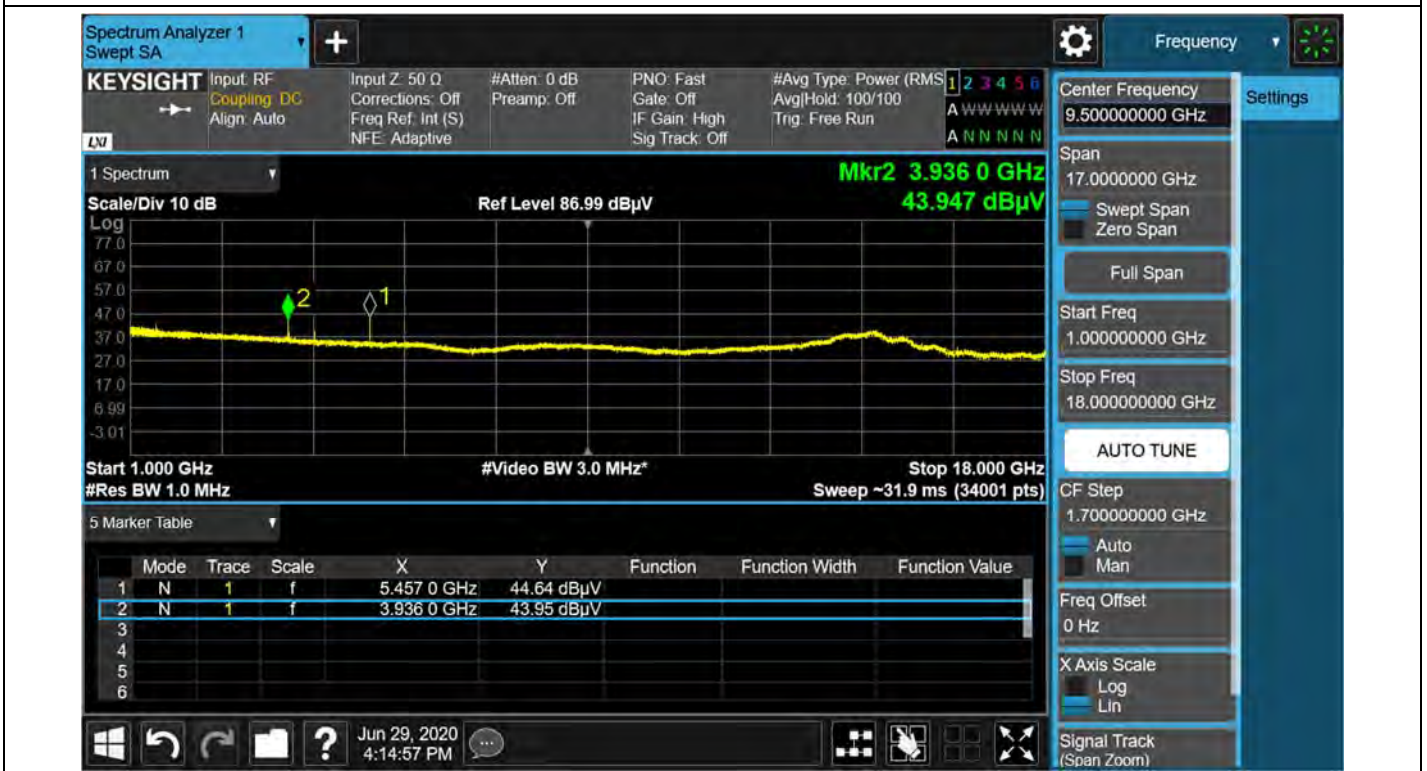 Spectrum Analyzer 1
Swept SA
+
Frequency
KEYSIGHT
LXI
Input: RF
Coupling: DC
Align: Auto
Input Z: 50 Ω
Corrections: Off
Freq Ref: Int (S)
NFE: Adaptive
#Atten: 0 dB
Preamp: Off
PNO: Fast
Gate: Off
IF Gain: High
Sig Track: Off
#Avg Type: Power (RMS
Avg|Hold: 100/100
Trig: Free Run
1 2 3 4 5 6
A W W W W W
A N N N N N
1 Spectrum
Mkr2 3.936 0 GHz
Scale/Div 10 dB
Ref Level 86.99 dBµV
43.947 dBµV
Log
77.0
67.0
57.0
47.0
37.0
27.0
17.0
6.99
-3.01
2
1
Start 1.000 GHz
#Video BW 3.0 MHz*
Stop 18.000 GHz
#Res BW 1.0 MHz
Sweep ~31.9 ms (34001 pts)
5 Marker Table
Mode Trace Scale X Y Function Function Width Function Value
1 N 1 f 5.457 0 GHz 44.64 dBµV
2 N 1 f 3.936 0 GHz 43.95 dBµV
3
4
5
6
?
Jun 29, 2020
4:14:57 PM
Center Frequency
9.500000000 GHz
Settings
Span
17.0000000 GHz
Swept Span
Zero Span
Full Span
Start Freq
1.000000000 GHz
Stop Freq
18.000000000 GHz
AUTO TUNE
CF Step
1.700000000 GHz
Auto
Man
Freq Offset
0 Hz
X Axis Scale
Log
Lin
Signal Track
(Span Zoom)